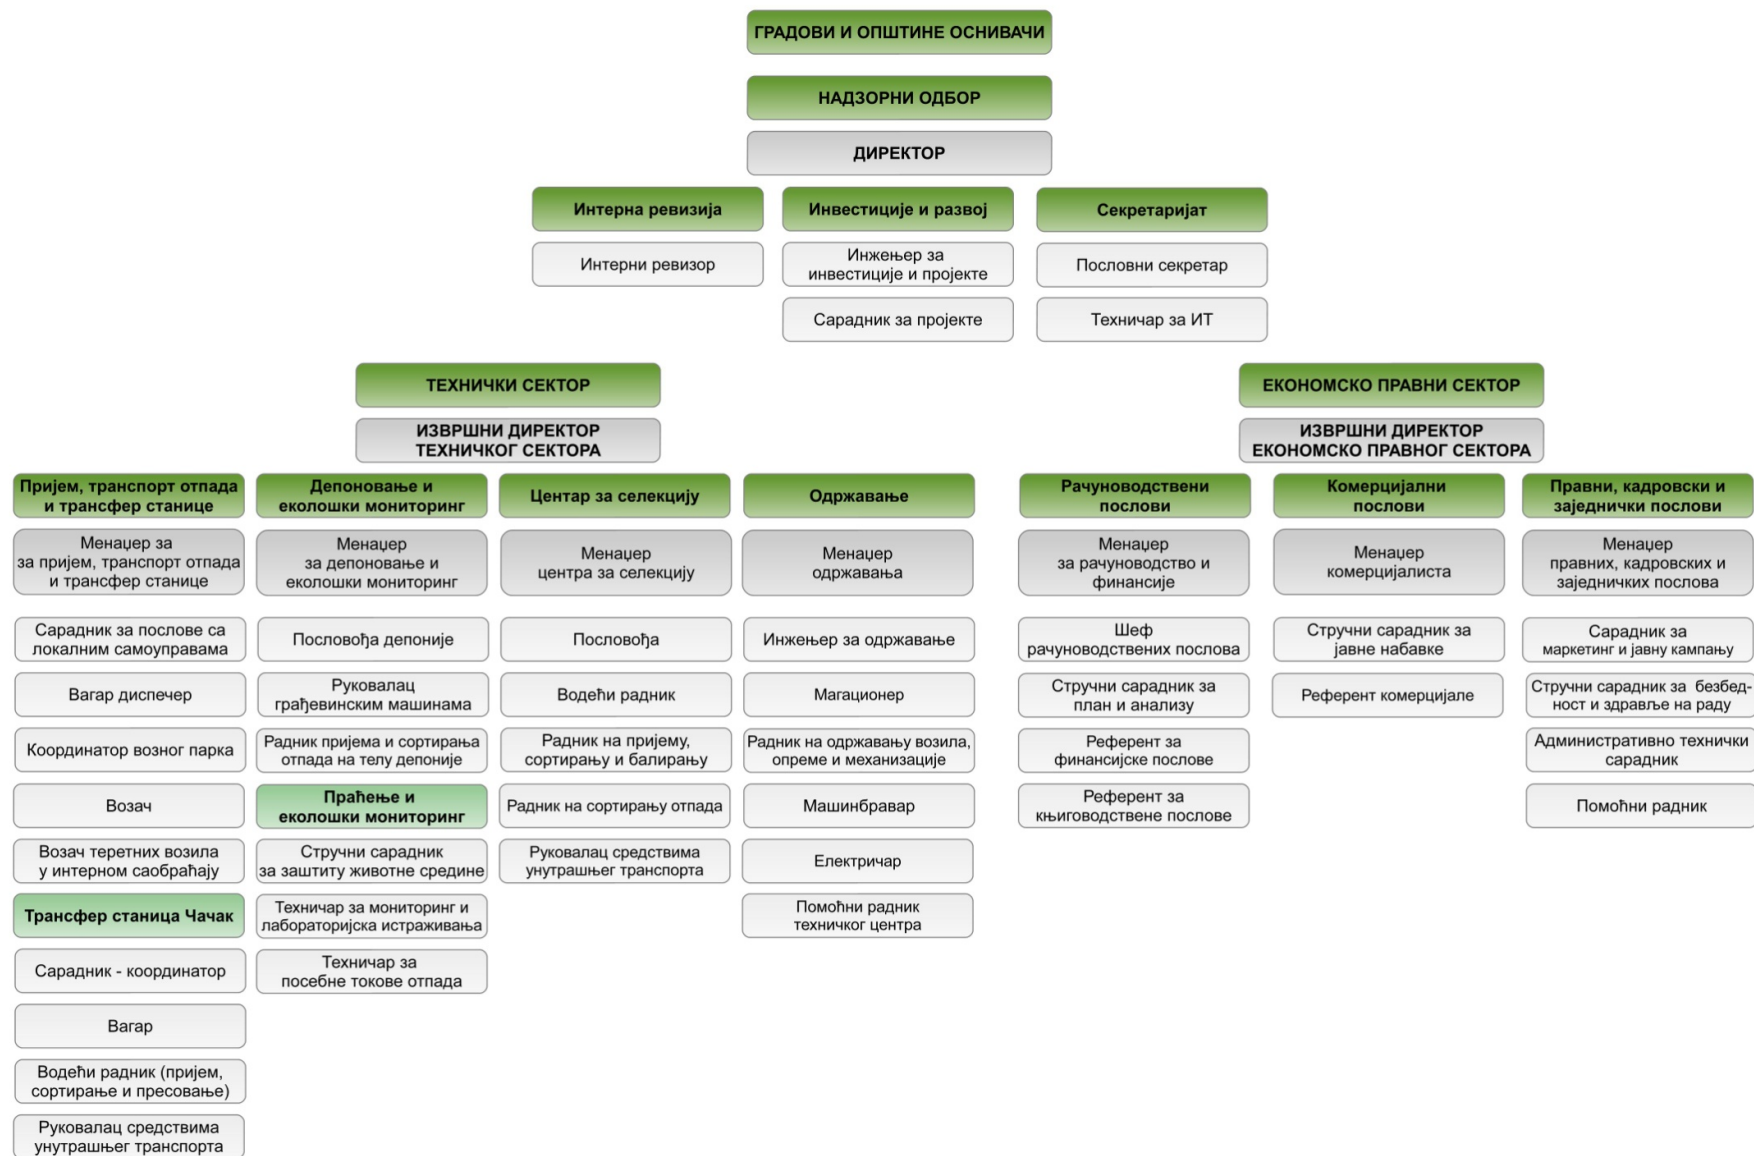 ГРАДОВИ И ОПШТИНЕ ОСНИВАЧИ
НАДЗОРНИ ОДБОР
ДИРЕКТОР
Интерна ревизија
Интерни ревизор
Инвестиције и развој
Инжењер за
инвестиције и пројекте
Сарадник за пројекте
Секретаријат
Пословни секретар
Техничар за ИТ
ТЕХНИЧКИ СЕКТОР
ИЗВРШНИ ДИРЕКТОР
ТЕХНИЧКОГ СЕКТОРА
Пријем, транспорт отпада
и трансфер станице
Менаџер за
за пријем, транспорт отпада
и трансфер станице
Сарадник за послове са
локалним самоуправама
Вагар диспечер
Координатор возног парка
Возач
Возач теретних возила
у интерном саобраћају
Трансфер станица Чачак
Сарадник - координатор
Вагар
Водећи радник (пријем,
сортирање и пресовање)
Руковалац средствима
унутрашњег транспорта
Депоновање и
еколошки мониторинг
Менаџер
за депоновање и
еколошки мониторинг
Пословођа депоније
Руковалац
грађевинским машинама
Радник пријема и сортирања
отпада на телу депоније
Праћење и
еколошки мониторинг
Стручни сарадник
за заштиту животне средине
Техничар за мониторинг и
лабораторијска истраживања
Техничар за
посебне токове отпада
Центар за селекцију
Менаџер
центра за селекцију
Пословођа
Водећи радник
Радник на пријему,
сортирању и балирању
Радник на сортирању отпада
Руковалац средствима
унутрашњег транспорта
Одржавање
Менаџер
одржавања
Инжењер за одржавање
Магационер
Радник на одржавању возила,
опреме и механизације
Машинбравар
Електричар
Помоћни радник
техничког центра
ЕКОНОМСКО ПРАВНИ СЕКТОР
ИЗВРШНИ ДИРЕКТОР
ЕКОНОМСКО ПРАВНОГ СЕКТОРА
Рачуноводствени
послови
Менаџер
за рачуноводство и
финансије
Шеф
рачуноводствених послова
Стручни сарадник за
план и анализу
Референт за
финансијске послове
Референт за
књиговодствене послове
Комерцијални
послови
Менаџер
комерцијалиста
Стручни сарадник за
јавне набавке
Референт комерцијале
Правни, кадровски и
заједнички послови
Менаџер
правних, кадровских и
заједничких послова
Сарадник за
маркетинг и јавну кампању
Стручни сарадник за безбед-
ност и здравље на раду
Административно технички
сарадник
Помоћни радник